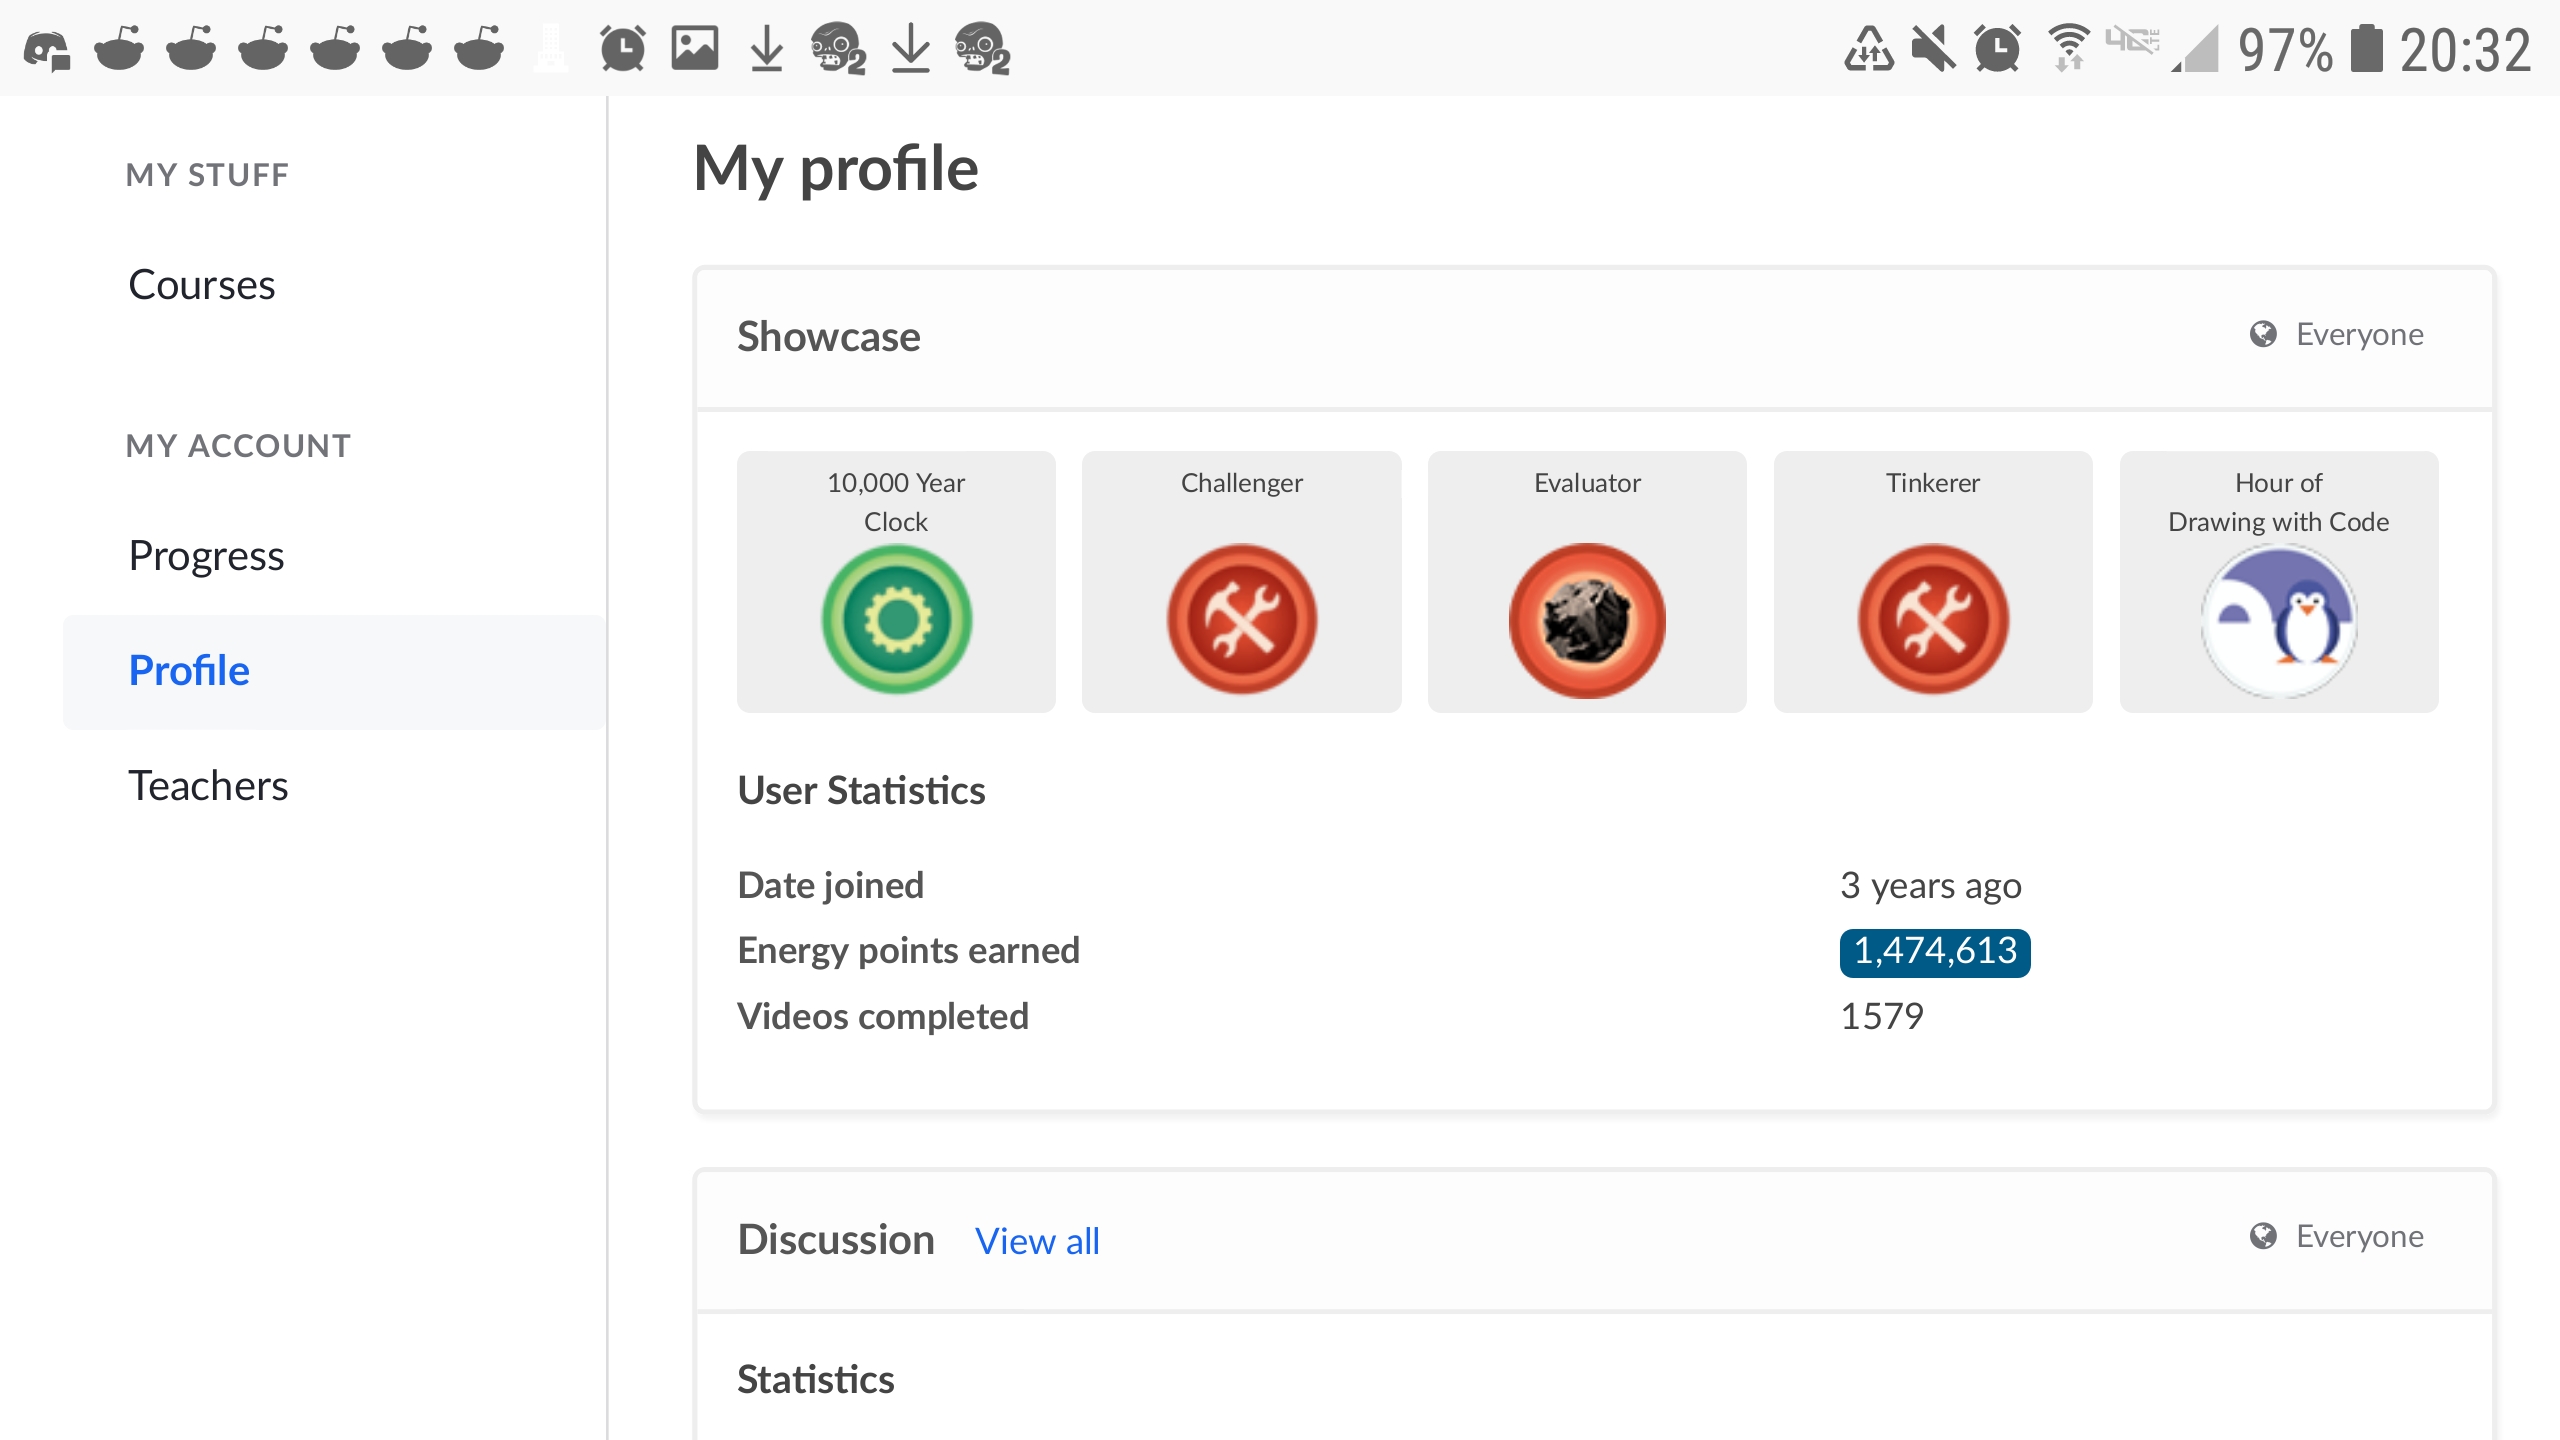 97% 20:32
MY STUFF
Courses
MY ACCOUNT
Progress
Profile
Teachers
My profile
Showcase
Everyone
10,000 Year
Clock
Challenger
Evaluator
Tinkerer
Hour of
Drawing with Code
User Statistics
Date joined 3 years ago
Energy points earned 1,474,613
Videos completed 1579
Discussion View all
Everyone
Statistics